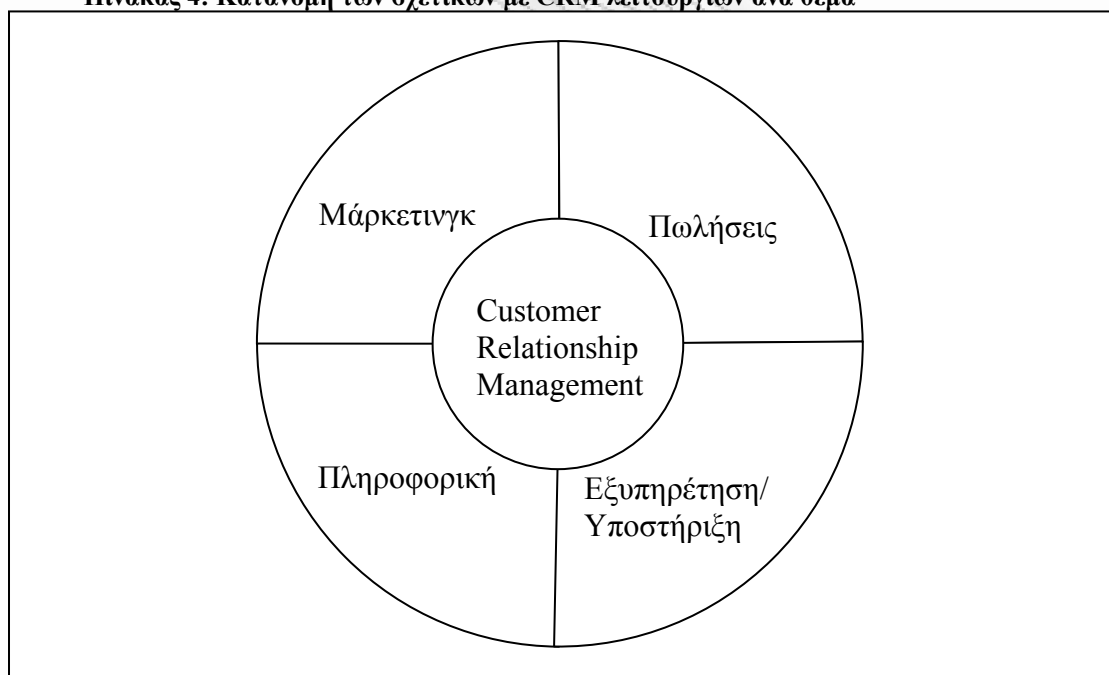 Πίνακας 4: Κατανομή των σχετικών με CRM λειτουργιών ανά θέμα
Μάρκετινγκ
Πωλήσεις
Customer
Relationship
Management
Πληροφορική
Εξυπηρέτηση/
Υποστήριξη